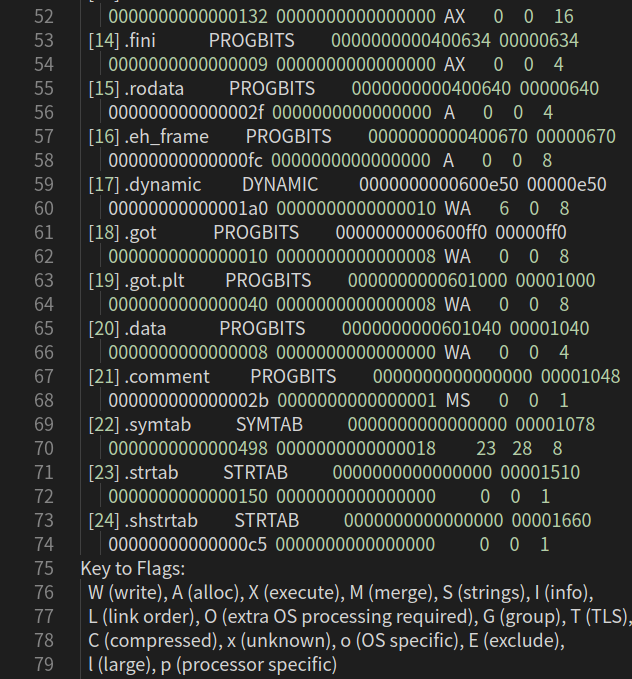 52 0000000000000132 0000000000000000 AX 0 0 16
53 [14] .fini PROGBITS 0000000000400634 00000634
54 0000000000000009 0000000000000000 AX 0 0 4
55 [15] .rodata PROGBITS 0000000000400640 00000640
56 000000000000002f 0000000000000000 A 0 0 4
57 [16] .eh_frame PROGBITS 0000000000400670 00000670
58 00000000000000fc 0000000000000000 A 0 0 8
59 [17] .dynamic DYNAMIC 0000000000600e50 00000e50
60 00000000000001a0 0000000000000010 WA 6 0 8
61 [18] .got PROGBITS 0000000000600ff0 00000ff0
62 0000000000000010 0000000000000008 WA 0 0 8
63 [19] .got.plt PROGBITS 0000000000601000 00001000
64 0000000000000040 0000000000000008 WA 0 0 8
65 [20] .data PROGBITS 0000000000601040 00001040
66 0000000000000008 0000000000000000 WA 0 0 4
67 [21] .comment PROGBITS 0000000000000000 00001048
68 000000000000002b 0000000000000001 MS 0 0 1
69 [22] .symtab SYMTAB 0000000000000000 00001078
70 0000000000000498 0000000000000018 23 28 8
71 [23] .strtab STRTAB 0000000000000000 00001510
72 0000000000000150 0000000000000000 0 0 1
73 [24] .shstrtab STRTAB 0000000000000000 00001660
74 00000000000000c5 0000000000000000 0 0 1
75 Key to Flags:
76 W (write), A (alloc), X (execute), M (merge), S (strings), I (info),
77 L (link order), O (extra OS processing required), G (group), T (TLS),
78 C (compressed), x (unknown), o (OS specific), E (exclude),
79 l (large), p (processor specific)